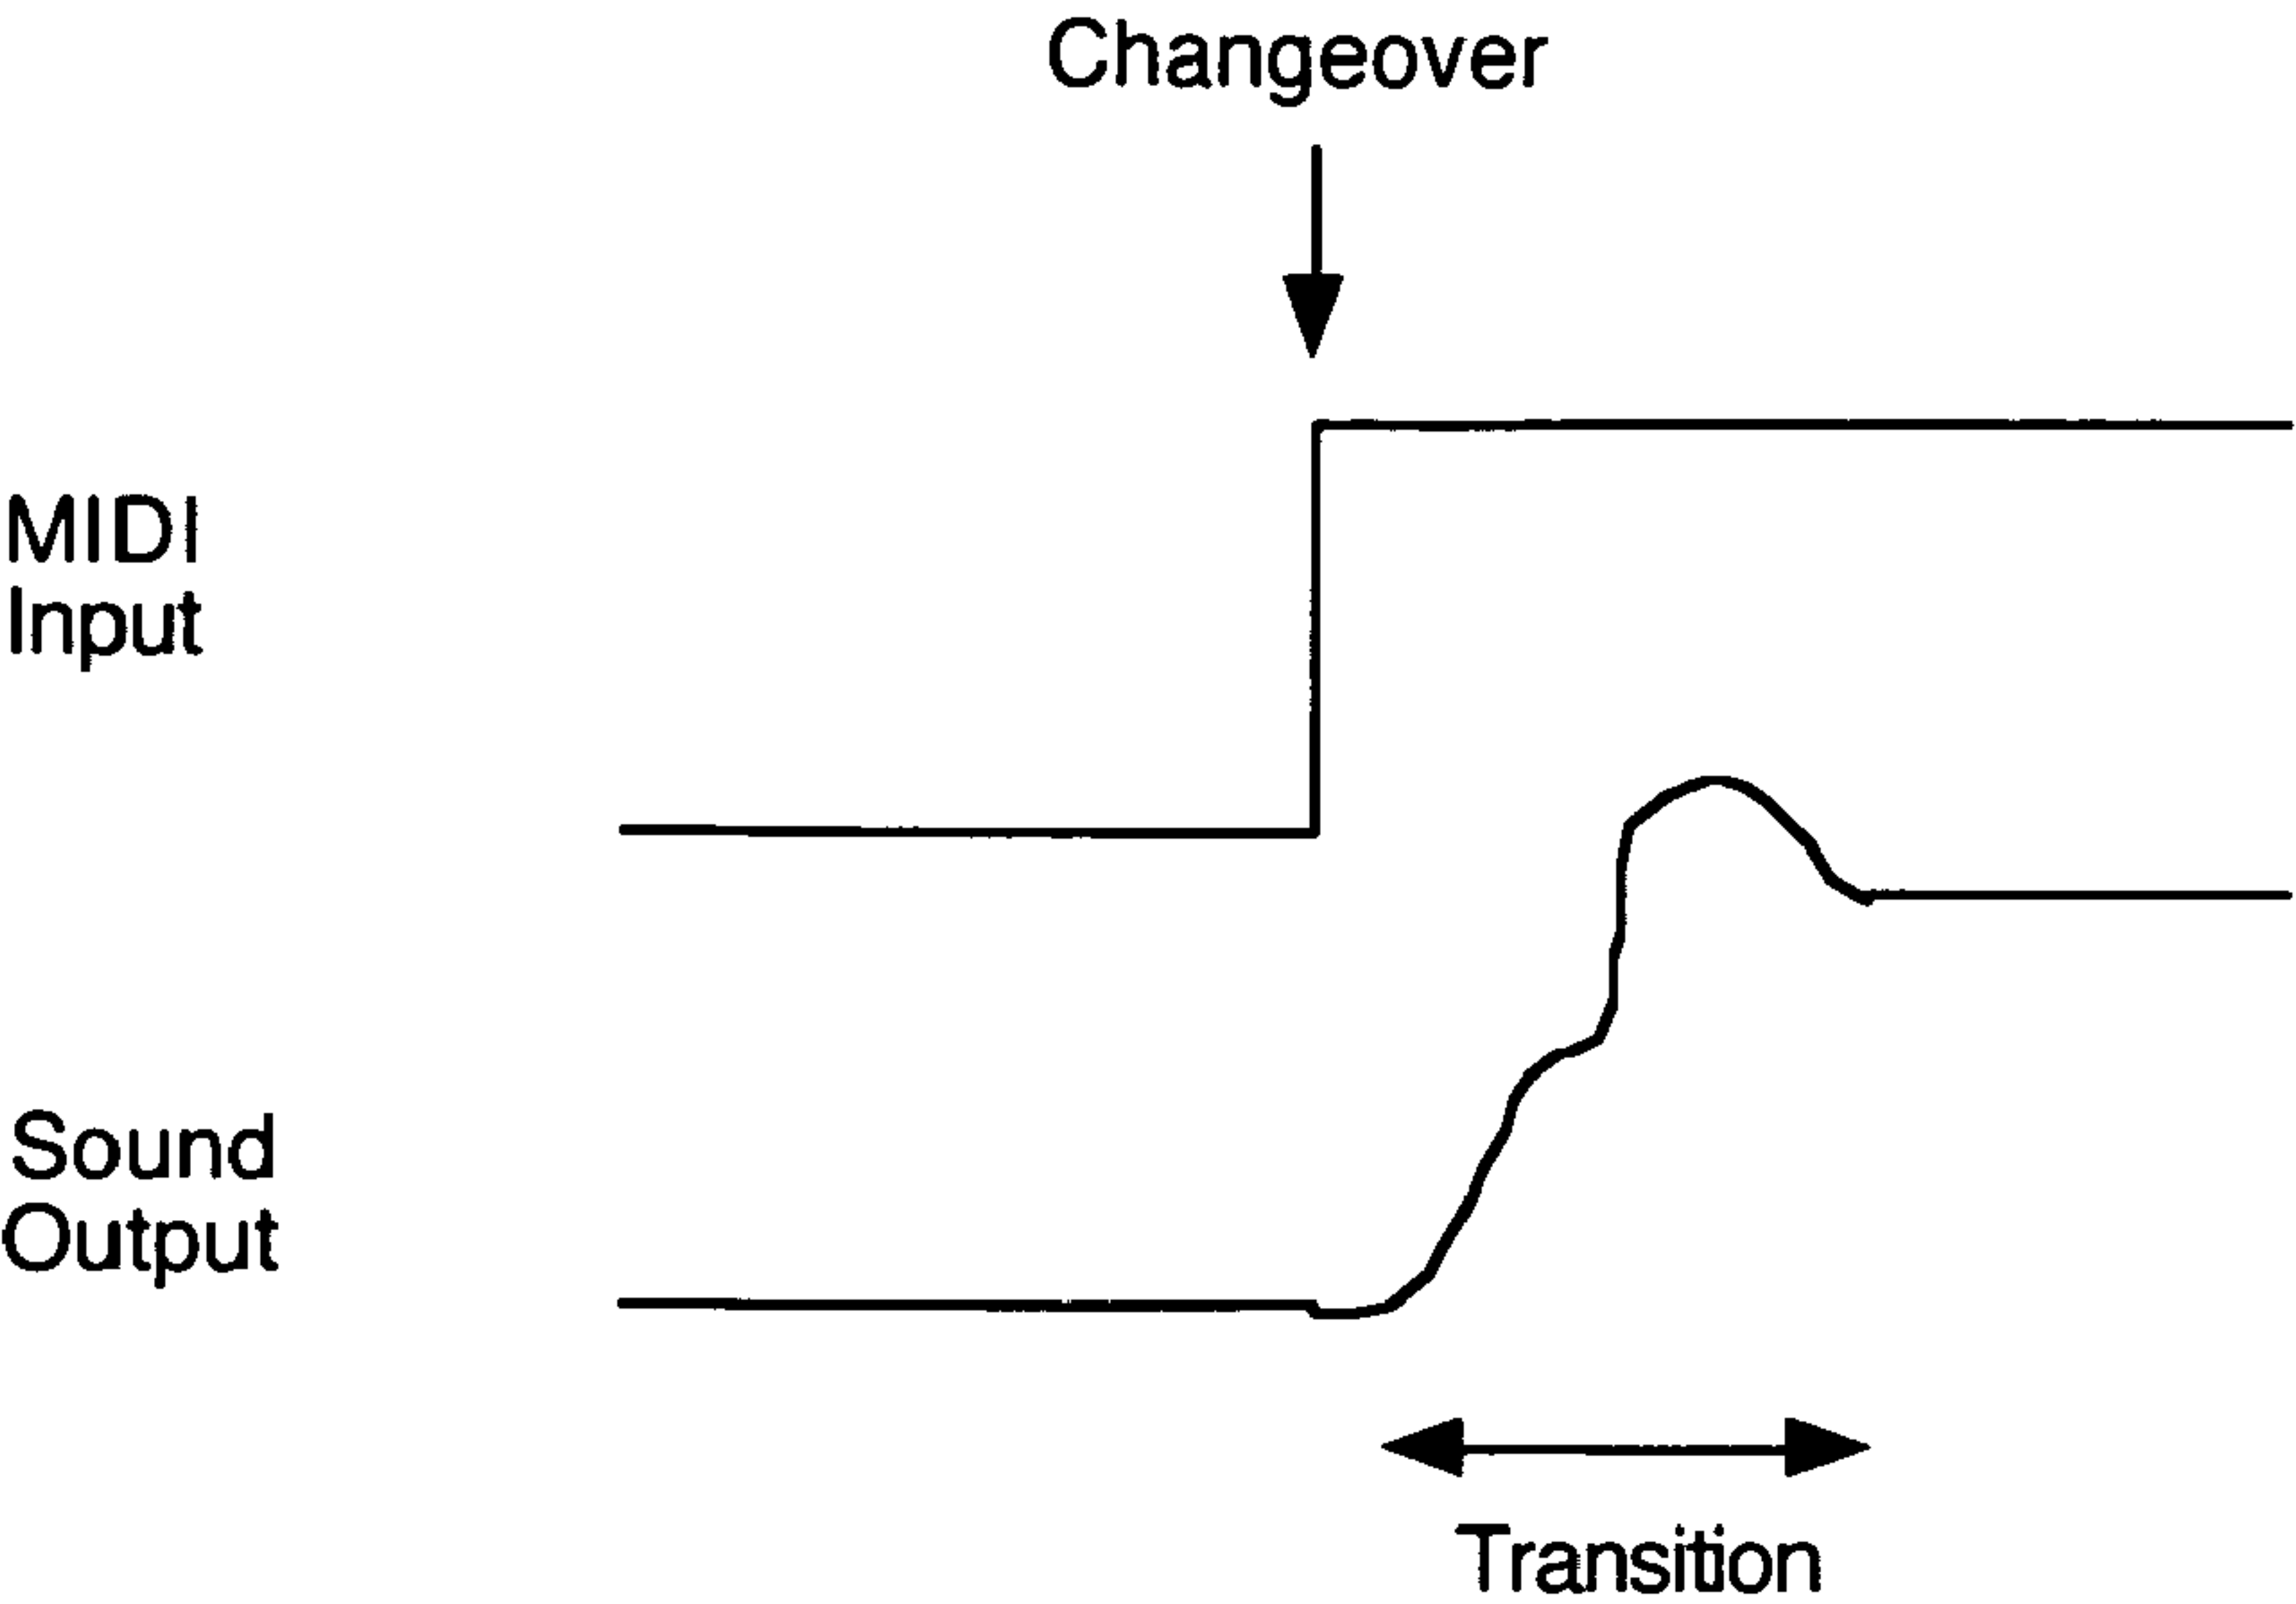 Changeover
MIDI
Input
Sound
Output
Transition